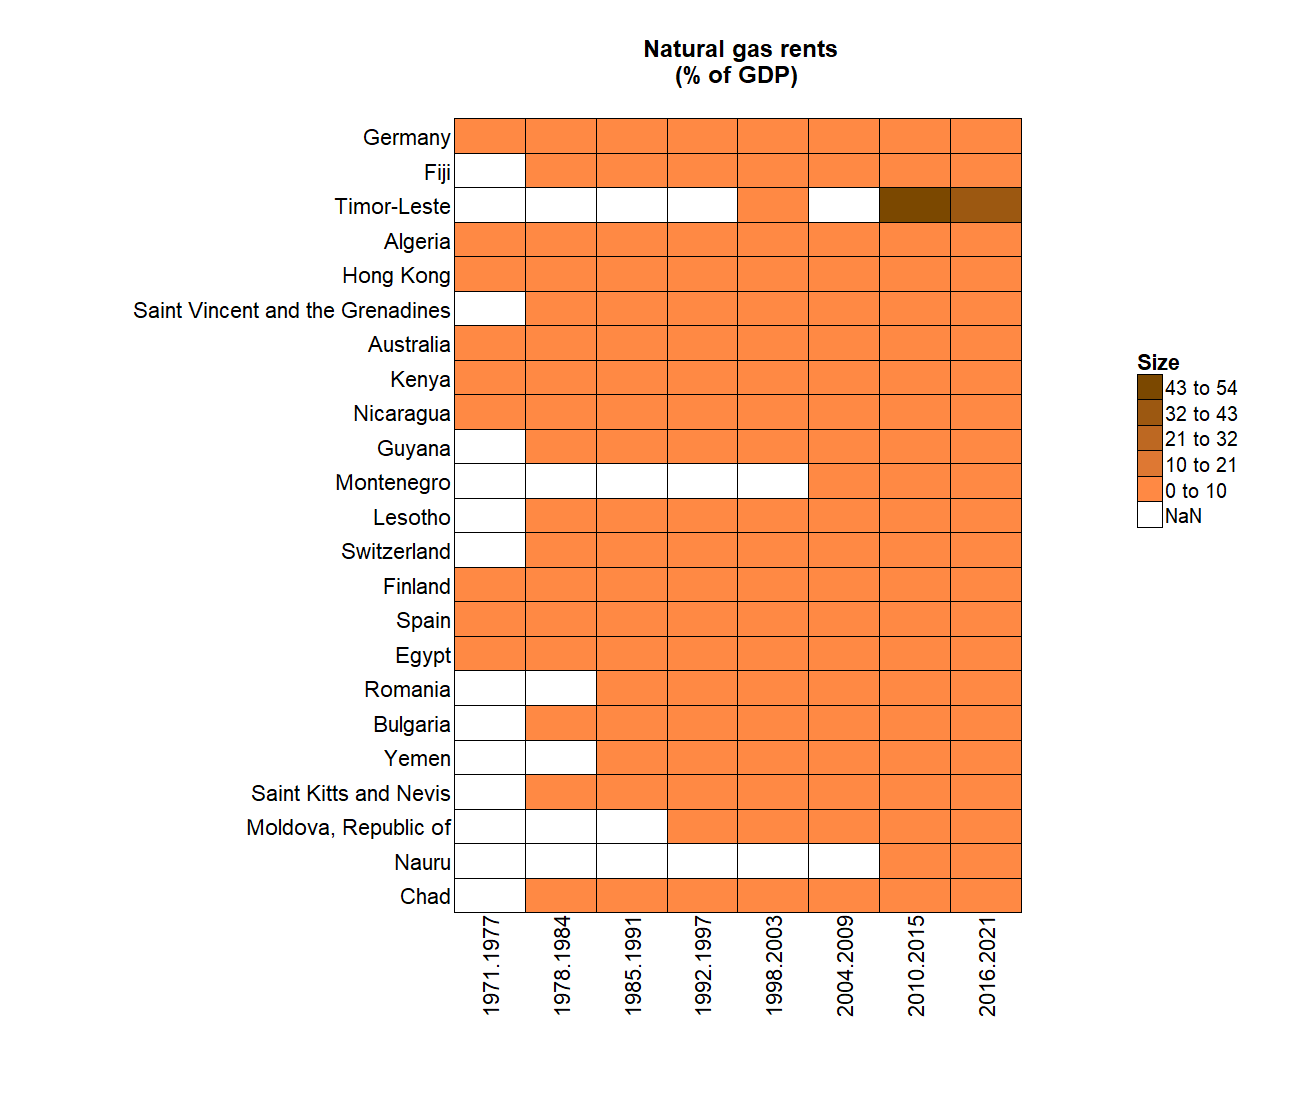 Natural gas rents
(% of GDP)
Germany
Fiji
Timor-Leste
Algeria
Hong Kong
Saint Vincent and the Grenadines
Australia
Kenya
Nicaragua
Guyana
Montenegro
Lesotho
Switzerland
Finland
Spain
Egypt
Romania
Bulgaria
Yemen
Saint Kitts and Nevis
Moldova, Republic of
Nauru
Chad
1971.1977
1978.1984
1985.1991
1992.1997
1998.2003
2004.2009
2010.2015
2016.2021
Size
43 to 54
32 to 43
21 to 32
10 to 21
0 to 10
NaN